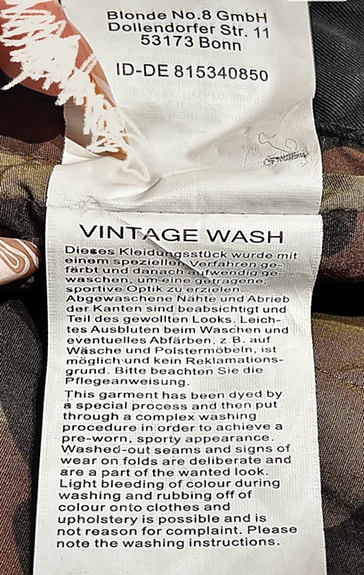 Blonde No.8 GmbH
Dollendorfer Str. 11
53173 Bonn
ID-DE 815340850
VINTAGE WASH
Dieses Kleidungsstück wurde mit
einem speziellen Verfahren ge-
färbt und danach aufwendig ge-
waschen, um eine getragene,
sportive Optik zu erzielen.
Abgewaschene Nähte und Abrieb
der Kanten sind beabsichtigt und
Teil des gewollten Looks. Leich-
tes Ausbluten beim Waschen und
eventuelles Abfärben, z.B. auf
Wäsche und Polstermöbeln, ist
möglich und kein Reklamations-
grund. Bitte beachten Sie die
Pflegeanweisung.
This garment has been dyed by
a special process and then put
through a complex washing
procedure in order to achieve a
pre-worn, sporty appearance.
Washed-out seams and signs of
wear on folds are deliberate and
are a part of the wanted look.
Light bleeding of colour during
washing and rubbing off of
colour onto clothes and
upholstery is possible and is
not reason for complaint. Please
note the washing instructions.